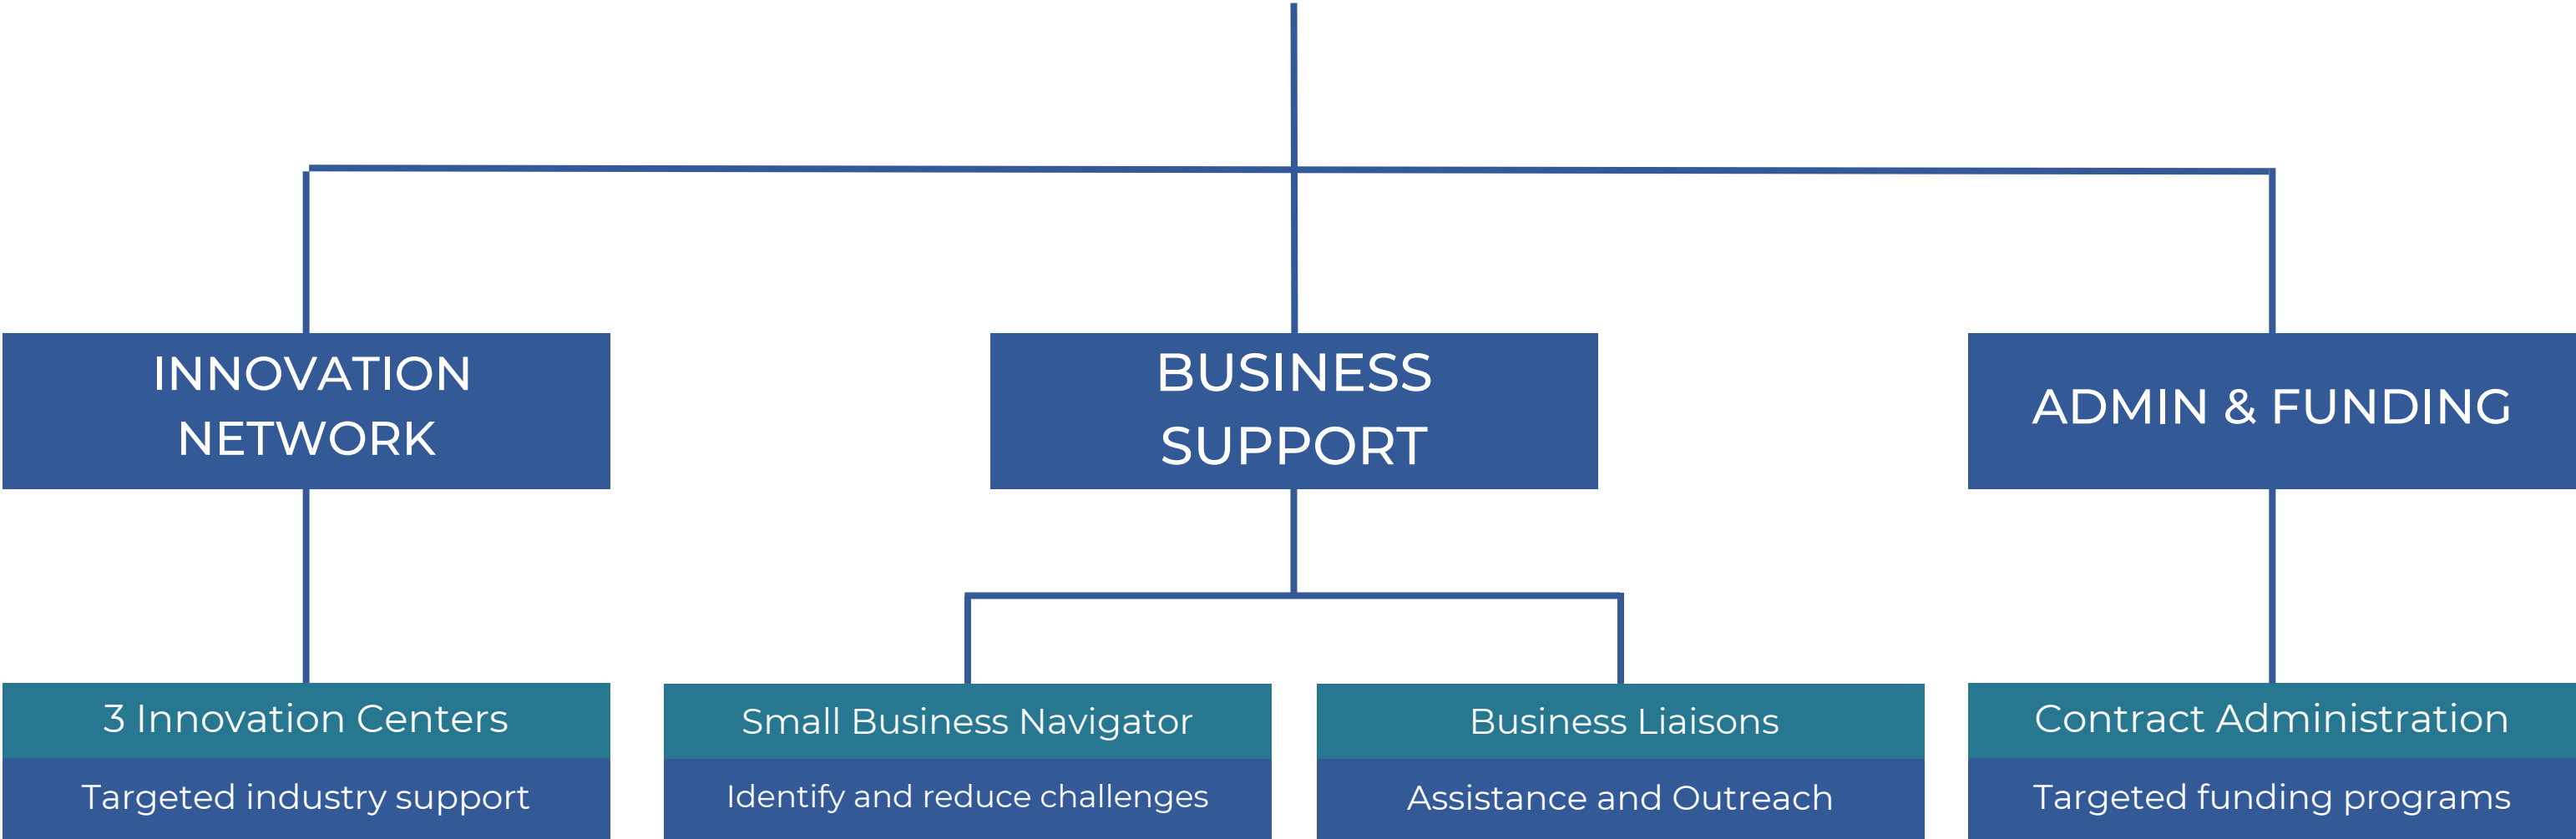 INNOVATION
NETWORK
BUSINESS
SUPPORT
ADMIN & FUNDING
3 Innovation Centers
Targeted industry support
Small Business Navigator
Identify and reduce challenges
Business Liaisons
Assistance and Outreach
Contract Administration
Targeted funding programs